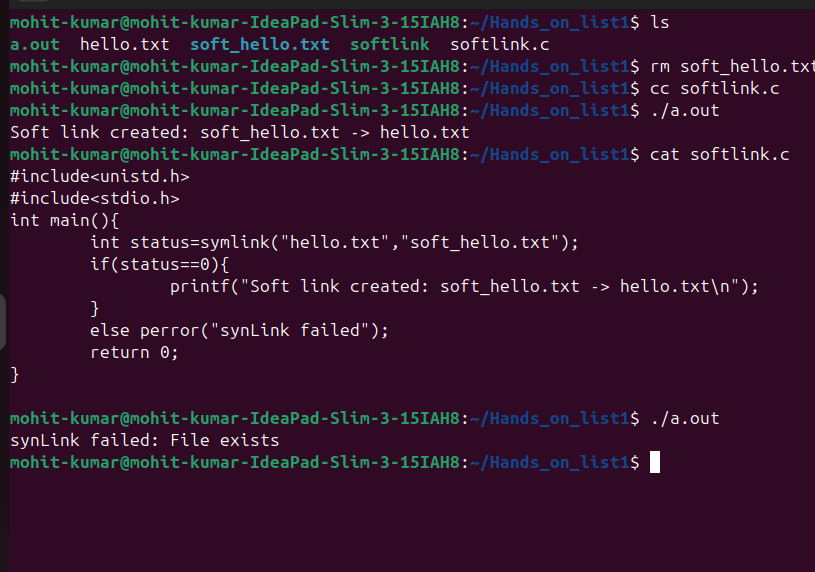 mohit-kumar@mohit-kumar-IdeaPad-Slim-3-15IAH8:~/Hands_on_list1$ ls
a.out  hello.txt  soft_hello.txt  softlink  softlink.c
mohit-kumar@mohit-kumar-IdeaPad-Slim-3-15IAH8:~/Hands_on_list1$ rm soft_hello.txt
mohit-kumar@mohit-kumar-IdeaPad-Slim-3-15IAH8:~/Hands_on_list1$ cc softlink.c
mohit-kumar@mohit-kumar-IdeaPad-Slim-3-15IAH8:~/Hands_on_list1$ ./a.out
Soft link created: soft_hello.txt -> hello.txt
mohit-kumar@mohit-kumar-IdeaPad-Slim-3-15IAH8:~/Hands_on_list1$ cat softlink.c
#include<unistd.h>
#include<stdio.h>
int main(){
        int status=symlink("hello.txt","soft_hello.txt");
        if(status==0){
                printf("Soft link created: soft_hello.txt -> hello.txt\n");
        }
        else perror("synLink failed");
        return 0;
}
mohit-kumar@mohit-kumar-IdeaPad-Slim-3-15IAH8:~/Hands_on_list1$ ./a.out
synLink failed: File exists
mohit-kumar@mohit-kumar-IdeaPad-Slim-3-15IAH8:~/Hands_on_list1$